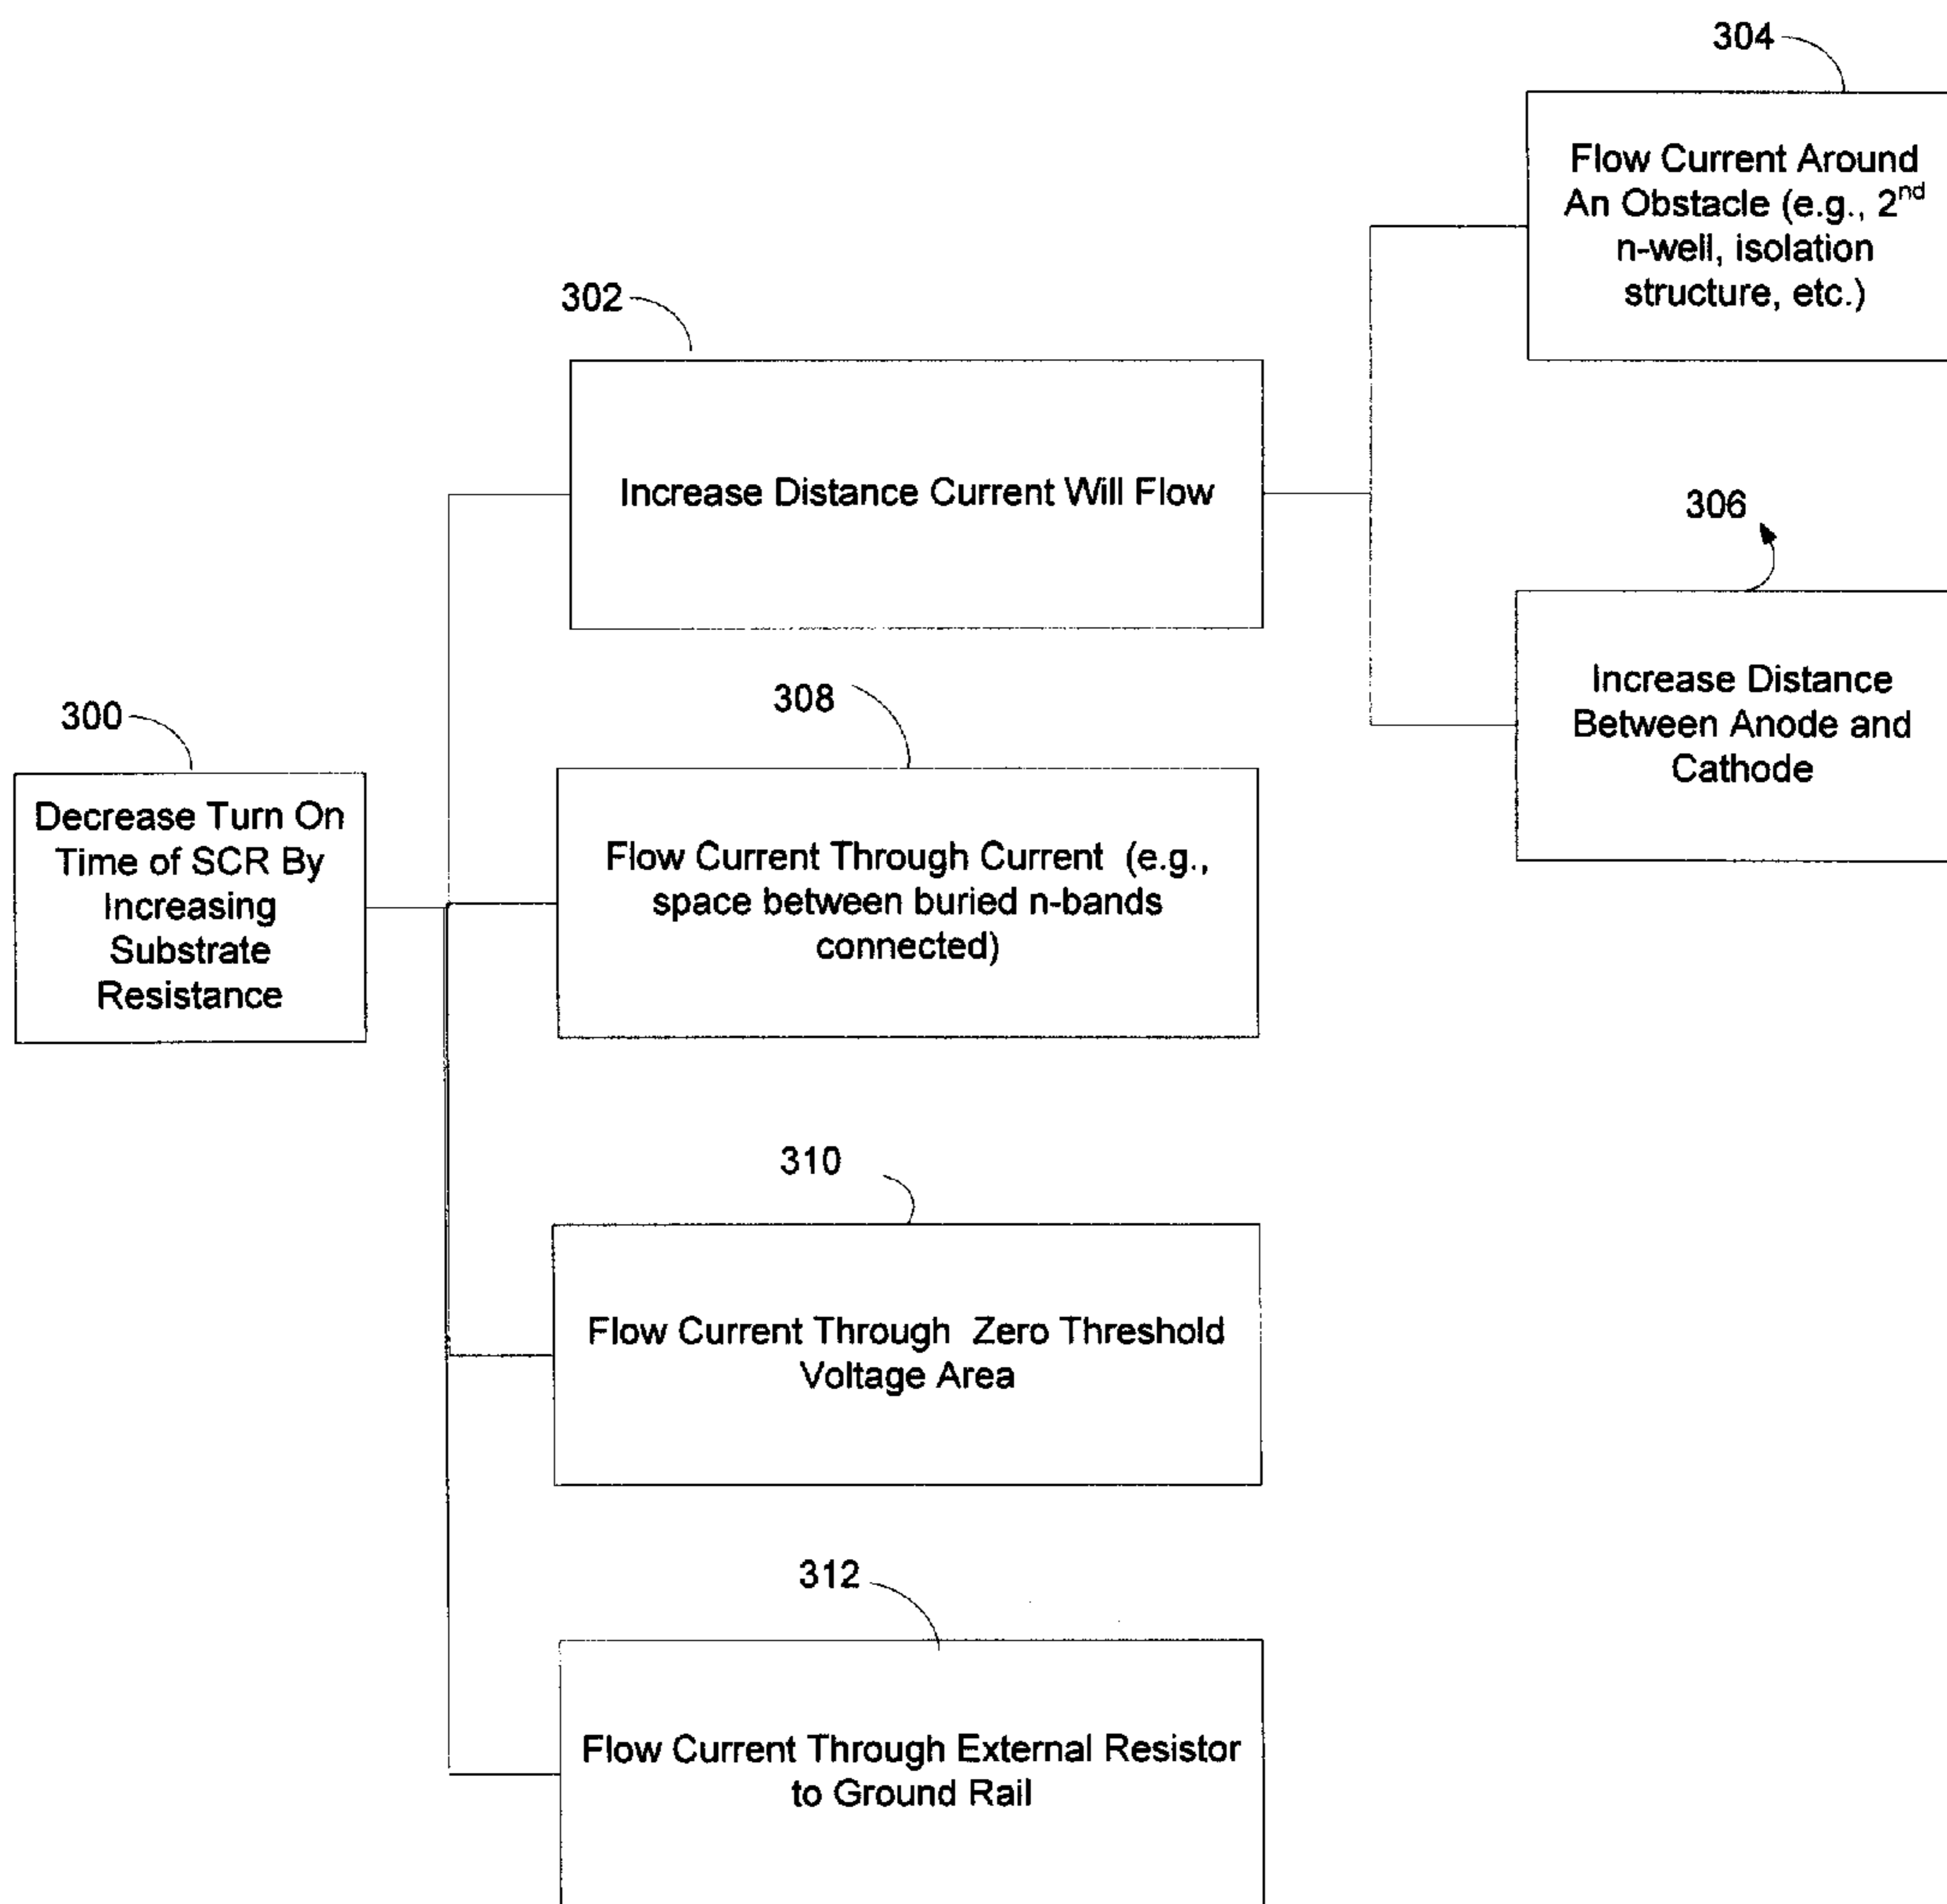 304
Flow Current Around
An Obstacle (e.g., 2nd
n-well, isolation
structure, etc.)
302
Increase Distance Current Will Flow
306
Increase Distance
Between Anode and
Cathode
300
Decrease Turn On
Time of SCR By
Increasing
Substrate
Resistance
308
Flow Current Through Current (e.g.,
space between buried n-bands
connected)
310
Flow Current Through Zero Threshold
Voltage Area
312
Flow Current Through External Resistor
to Ground Rail